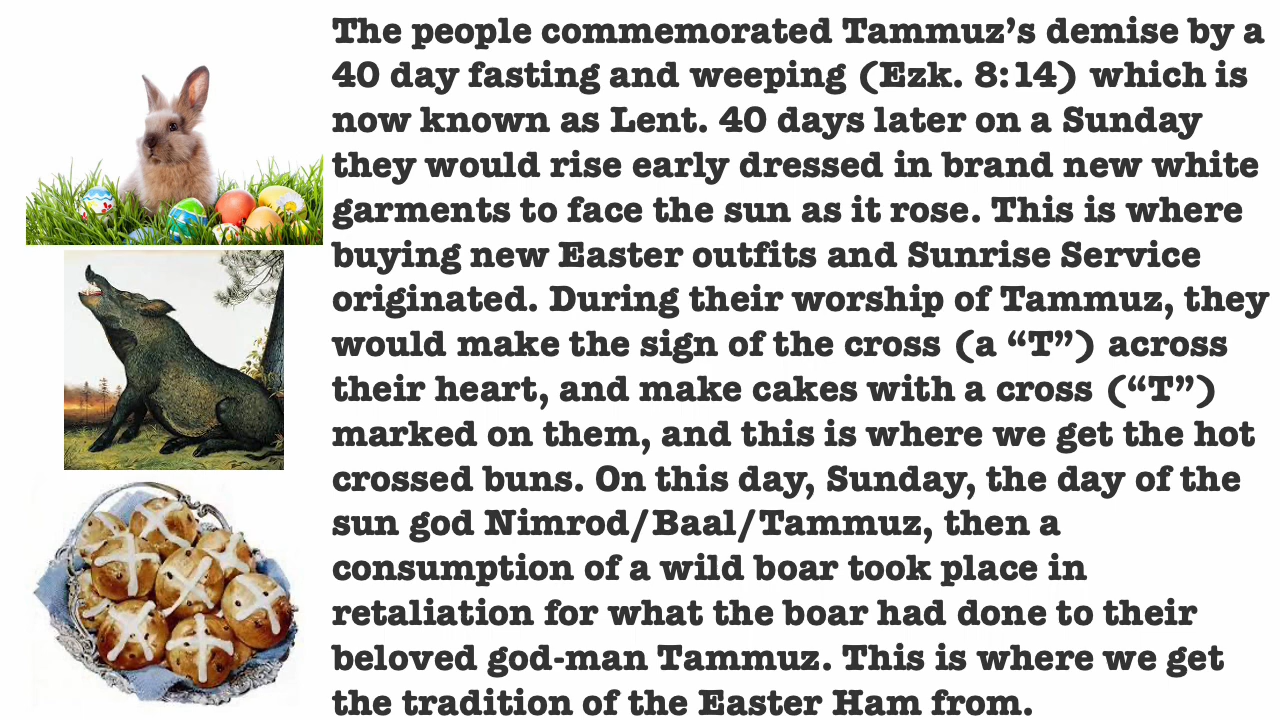 The people commemorated Tammuz’s demise by a
40 day fasting and weeping (Ezk. 8:14) which is
now known as Lent. 40 days later on a Sunday
they would rise early dressed in brand new white
garments to face the sun as it rose. This is where
buying new Easter outfits and Sunrise Service
originated. During their worship of Tammuz, they
would make the sign of the cross (a “T”) across
their heart, and make cakes with a cross (“T”)
marked on them, and this is where we get the hot
crossed buns. On this day, Sunday, the day of the
sun god Nimrod/Baal/Tammuz, then a
consumption of a wild boar took place in
retaliation for what the boar had done to their
beloved god-man Tammuz. This is where we get
the tradition of the Easter Ham from.